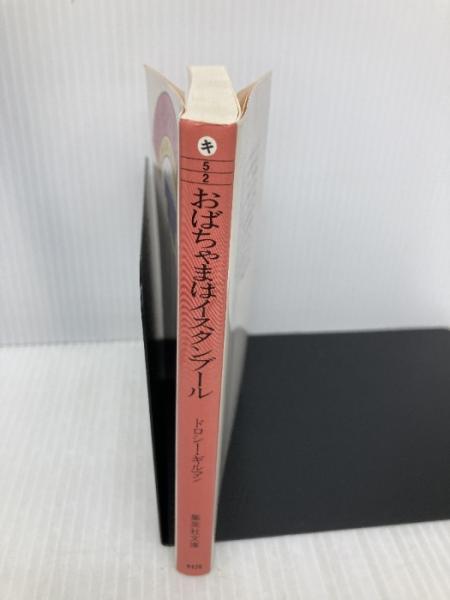 キ
5
2
おばちゃまはイスタンブール
ドロシー・ギルマン
集英社文庫